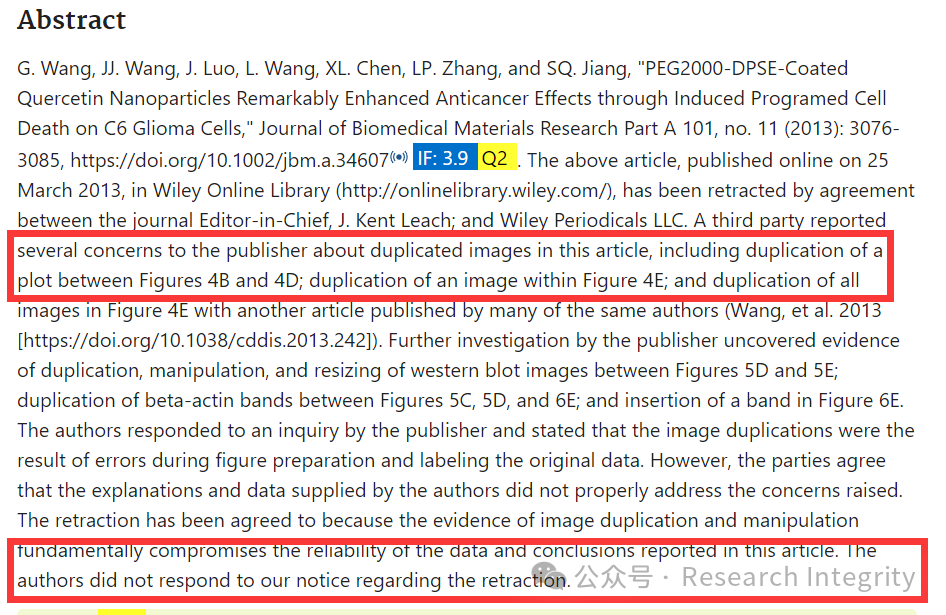 Abstract
G. Wang, JJ. Wang, J. Luo, L. Wang, XL. Chen, LP. Zhang, and SQ. Jiang, "PEG2000-DPSE-Coated
Quercetin Nanoparticles Remarkably Enhanced Anticancer Effects through Induced Programed Cell
Death on C6 Glioma Cells," Journal of Biomedical Materials Research Part A 101, no. 11 (2013): 3076-
3085, https://doi.org/10.1002/jbm.a.34607 IF: 3.9 Q2 . The above article, published online on 25
March 2013, in Wiley Online Library (http://onlinelibrary.wiley.com/), has been retracted by agreement
between the journal Editor-in-Chief, J. Kent Leach; and Wiley Periodicals LLC. A third party reported
several concerns to the publisher about duplicated images in this article, including duplication of a
plot between Figures 4B and 4D; duplication of an image within Figure 4E; and duplication of all
images in Figure 4E with another article published by many of the same authors (Wang, et al. 2013
[https://doi.org/10.1038/cddis.2013.242]). Further investigation by the publisher uncovered evidence
of duplication, manipulation, and resizing of western blot images between Figures 5D and 5E;
duplication of beta-actin bands between Figures 5C, 5D, and 6E; and insertion of a band in Figure 6E.
The authors responded to an inquiry by the publisher and stated that the image duplications were the
result of errors during figure preparation and labeling the original data. However, the parties agree
that the explanations and data supplied by the authors did not properly address the concerns raised.
The retraction has been agreed to because the evidence of image duplication and manipulation
fundamentally compromises the reliability of the data and conclusions reported in this article. The
authors did not respond to our notice regarding the retraction.
公众号 · Research Integrity